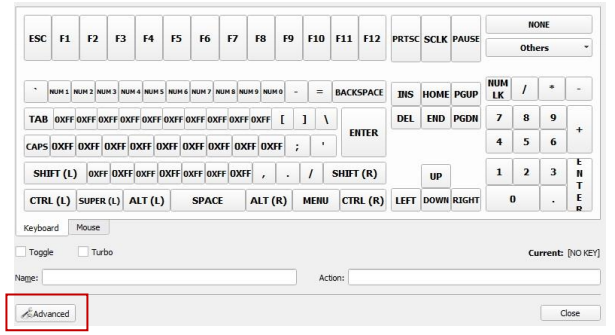 ESC F1 F2 F3 F4 F5 F6 F7 F8 F9 F10 F11 F12 PRTSC SCLK PAUSE NONE
Others
` NUM 1 NUM 2 NUM 3 NUM 4 NUM 5 NUM 6 NUM 7 NUM 8 NUM 9 NUM 0 - = BACKSPACE INS HOME PGUP NUM LK / * -
TAB 0XFF 0XFF 0XFF 0XFF 0XFF 0XFF 0XFF 0XFF 0XFF 0XFF [ ] \ DEL END PGDN 7 8 9 +
CAPS 0XFF 0XFF 0XFF 0XFF 0XFF 0XFF 0XFF 0XFF 0XFF ; ' ENTER 4 5 6
SHIFT (L) 0XFF 0XFF 0XFF 0XFF 0XFF 0XFF 0XFF , . / SHIFT (R) UP 1 2 3 ENTER
CTRL (L) SUPER (L) ALT (L) SPACE ALT (R) MENU CTRL (R) LEFT DOWN RIGHT 0 .
Keyboard Mouse
Toggle Turbo Current: [NO KEY]
Name: Action:
Advanced Close